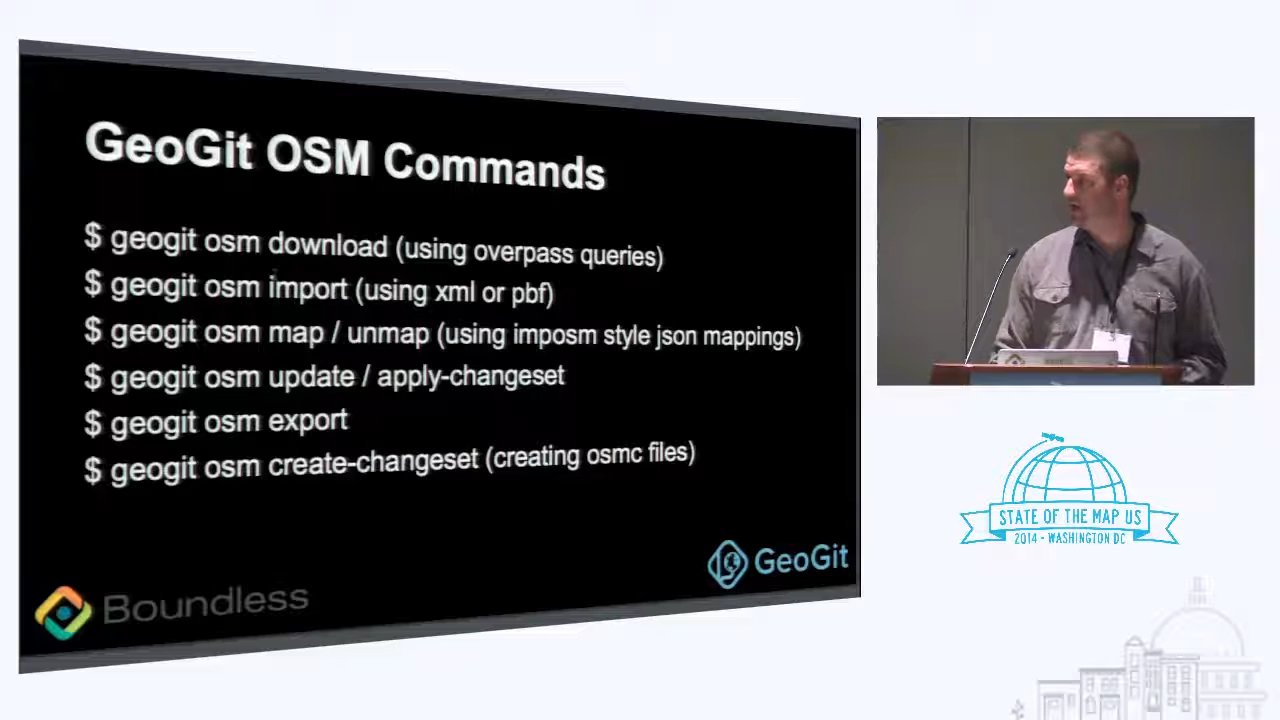 GeoGit OSM Commands
$ geogit osm download (using overpass queries)
$ geogit osm import (using xml or pbf)
$ geogit osm map / unmap (using imposm style json mappings)
$ geogit osm update / apply-changeset
$ geogit osm export
$ geogit osm create-changeset (creating osmc files)
GeoGit
Boundless
STATE OF THE MAP US
2014 - WASHINGTON DC